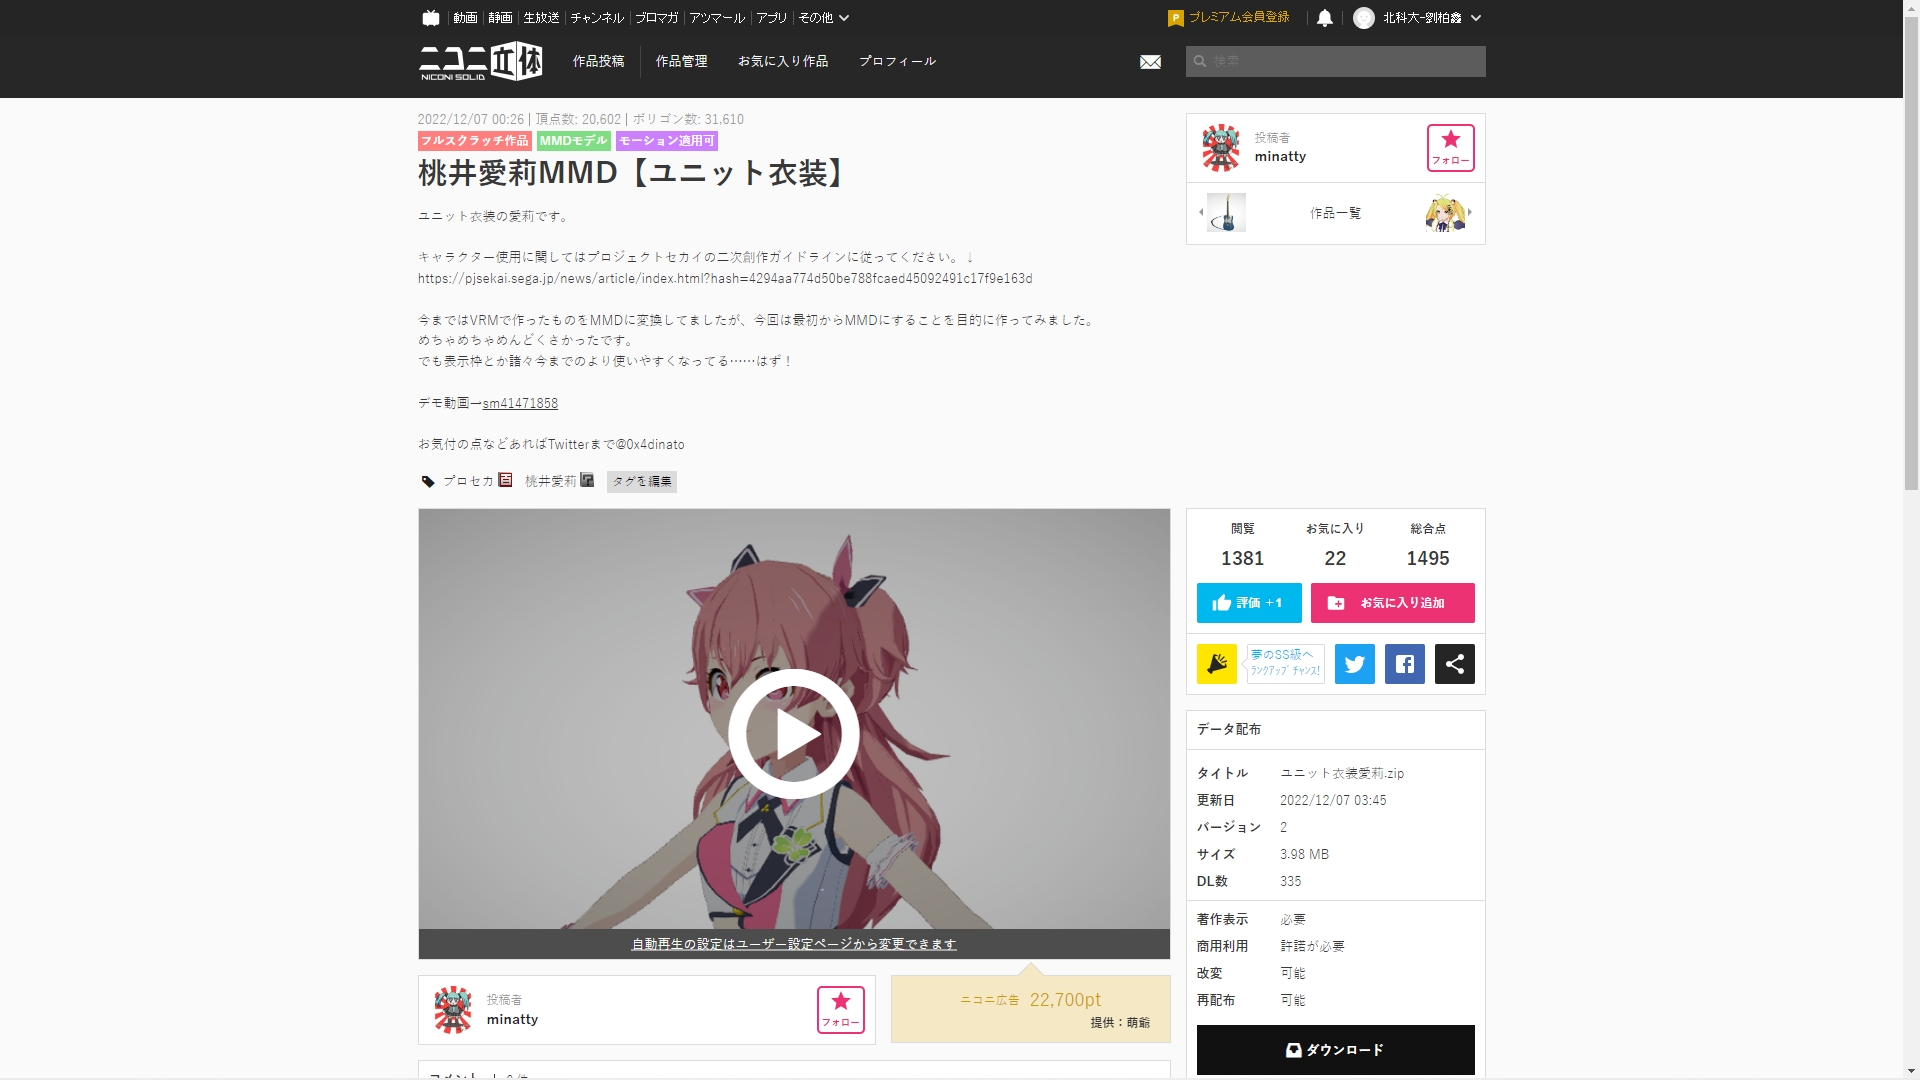 動画 静画 生放送 チャンネル ブロマガ アツマール アプリ その他
プレミアム会員登録
北科大-劉柏鑫
ニコニ立体
NICONI SOLID
作品投稿 作品管理 お気に入り作品 プロフィール
検索
2022/12/07 00:26 | 頂点数: 20,602 | ポリゴン数: 31,610
フルスクラッチ作品 MMDモデル モーション適用可
桃井愛莉MMD【ユニット衣装】
ユニット衣装の愛莉です。
キャラクター使用に関してはプロジェクトセカイの二次創作ガイドラインに従ってください。↓
https://pjsekai.sega.jp/news/article/index.html?hash=4294aa774d50be788fcaed45092491c17f9e163d
今まではVRMで作ったものをMMDに変換してましたが、今回は最初からMMDにすることを目的に作ってみました。
めちゃめちゃめんどくさかったです。
でも表示枠とか諸々今までのより使いやすくなってる……はず！
デモ動画→sm41471858
お気付の点などあればTwitterまで@0x4dinato
プロセカ 桃井愛莉 タグを編集
投稿者
minatty
フォロー
作品一覧
自動再生の設定はユーザー設定ページから変更できます
閲覧 お気に入り 総合点
1381 22 1495
評価 +1 お気に入り追加
夢のSS級へ
ﾗﾝｸｱｯﾌﾟﾁｬﾝｽ!
データ配布
タイトル ユニット衣装愛莉.zip
更新日 2022/12/07 03:45
バージョン 2
サイズ 3.98 MB
DL数 335
著作表示 必要
商用利用 許諾が必要
改変 可能
再配布 可能
ダウンロード
投稿者
minatty
フォロー
ニコニ広告 22,700pt
提供：萌爺